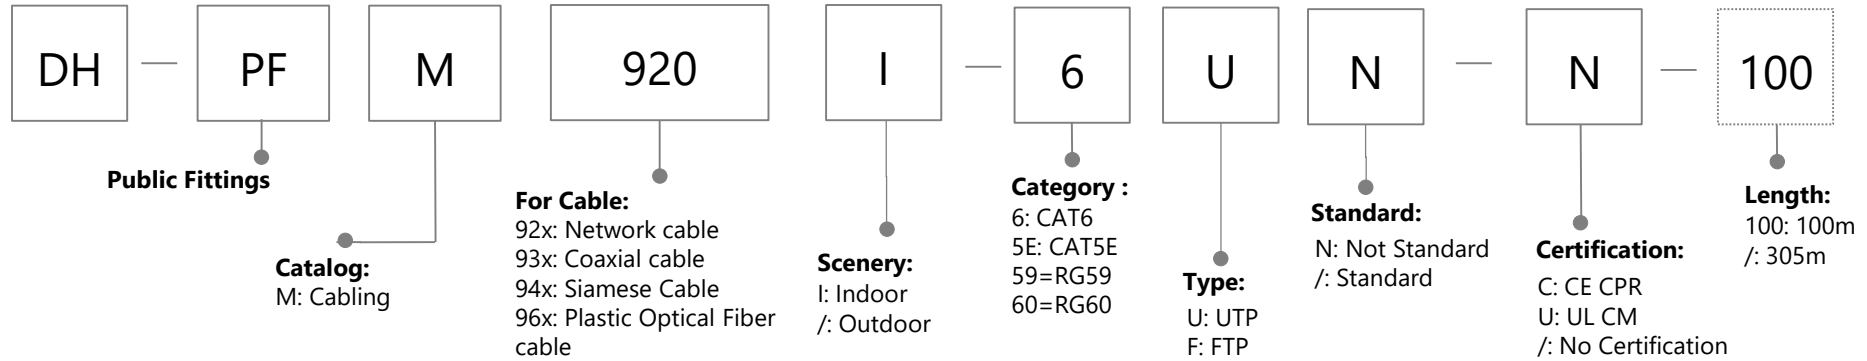 DH — PF M 920 I — 6 U N — N — 100
Public Fittings
Catalog:
M: Cabling
For Cable:
92x: Network cable
93x: Coaxial cable
94x: Siamese Cable
96x: Plastic Optical Fiber
cable
Scenery:
I: Indoor
/: Outdoor
Category :
6: CAT6
5E: CAT5E
59=RG59
60=RG60
Type:
U: UTP
F: FTP
Standard:
N: Not Standard
/: Standard
Certification:
C: CE CPR
U: UL CM
/: No Certification
Length:
100: 100m
/: 305m